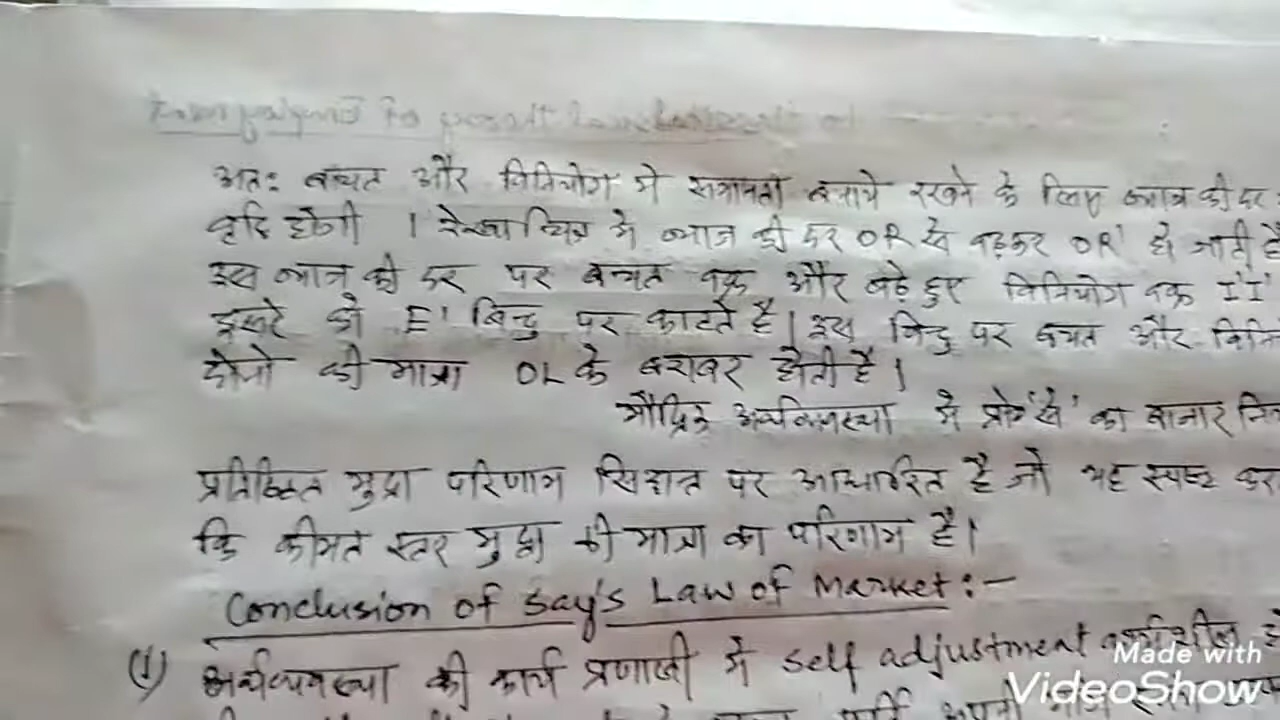 अतः बचत और विनियोग में समानता बनाये रखने के लिए ब्याज की दर
वृद्धि होगी । रेखाचित्र में ब्याज की दर OR से बढ़कर OR' हो जाती है
इस ब्याज की दर पर बचत वक्र और बढ़े हुए विनियोग वक्र I'I'
दूसरे को E' बिन्दु पर काटते है । इस बिन्दु पर बचत और
दोनो की मात्रा OL के बराबर होती है ।
मौद्रिक अर्थव्यवस्था में प्रो० 'से' का बाजार
प्रतिष्ठित मुद्रा परिणाम सिद्धान्त पर आधारित है जो यह स्पष्ट
कि कीमत स्तर मुद्रा की मात्रा का परिणाम है।
Conclusion of Say's Law of Market :-
(1) अर्थव्यवस्था की कार्य प्रणाली में self adjustment कार्यशील
Made with
VideoShow